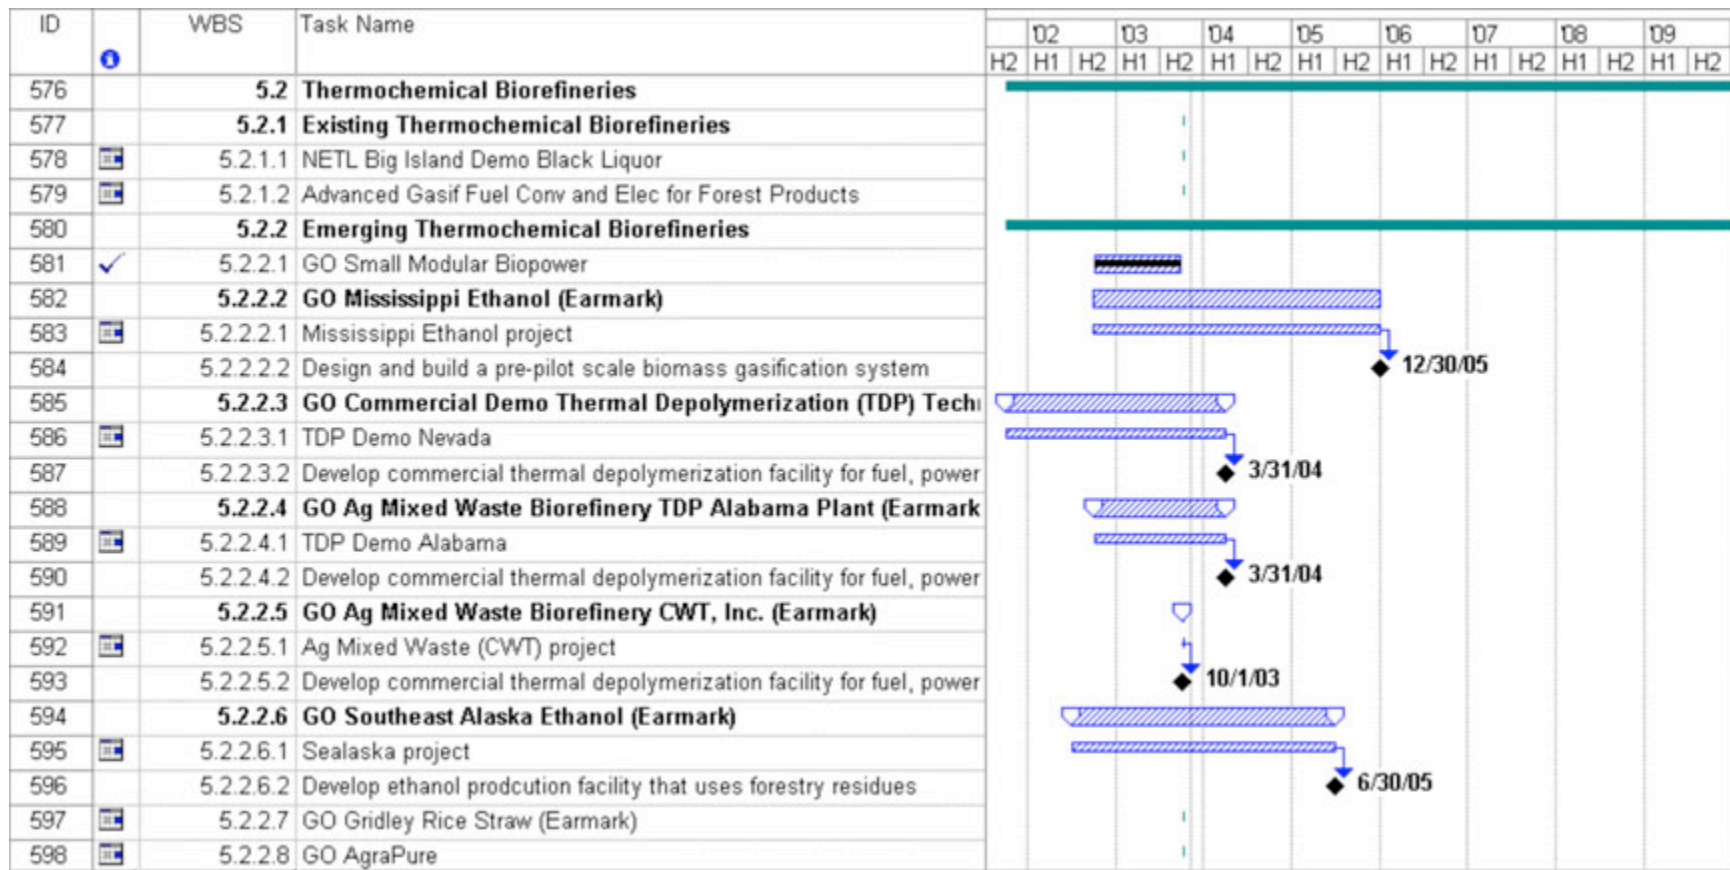 ID WBS Task Name '02 '03 '04 '05 '06 '07 '08 '09
H2 H1 H2 H1 H2 H1 H2 H1 H2 H1 H2 H1 H2 H1 H2 H1 H2
576 5.2 Thermochemical Biorefineries
577 5.2.1 Existing Thermochemical Biorefineries
578 5.2.1.1 NETL Big Island Demo Black Liquor
579 5.2.1.2 Advanced Gasif Fuel Conv and Elec for Forest Products
580 5.2.2 Emerging Thermochemical Biorefineries
581 5.2.2.1 GO Small Modular Biopower
582 5.2.2.2 GO Mississippi Ethanol (Earmark)
583 5.2.2.2.1 Mississippi Ethanol project
584 5.2.2.2.2 Design and build a pre-pilot scale biomass gasification system 12/30/05
585 5.2.2.3 GO Commercial Demo Thermal Depolymerization (TDP) Techn
586 5.2.2.3.1 TDP Demo Nevada
587 5.2.2.3.2 Develop commercial thermal depolymerization facility for fuel, power 3/31/04
588 5.2.2.4 GO Ag Mixed Waste Biorefinery TDP Alabama Plant (Earmark
589 5.2.2.4.1 TDP Demo Alabama
590 5.2.2.4.2 Develop commercial thermal depolymerization facility for fuel, power 3/31/04
591 5.2.2.5 GO Ag Mixed Waste Biorefinery CWT, Inc. (Earmark)
592 5.2.2.5.1 Ag Mixed Waste (CWT) project
593 5.2.2.5.2 Develop commercial thermal depolymerization facility for fuel, power 10/1/03
594 5.2.2.6 GO Southeast Alaska Ethanol (Earmark)
595 5.2.2.6.1 Sealaska project
596 5.2.2.6.2 Develop ethanol prodcution facility that uses forestry residues 6/30/05
597 5.2.2.7 GO Gridley Rice Straw (Earmark)
598 5.2.2.8 GO AgraPure